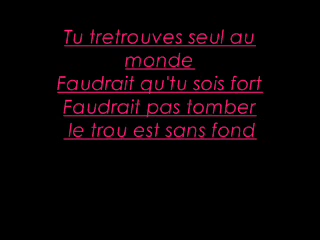 Tu tretrouves seul au
monde
Faudrait qu'tu sois fort
Faudrait pas tomber
le trou est sans fond